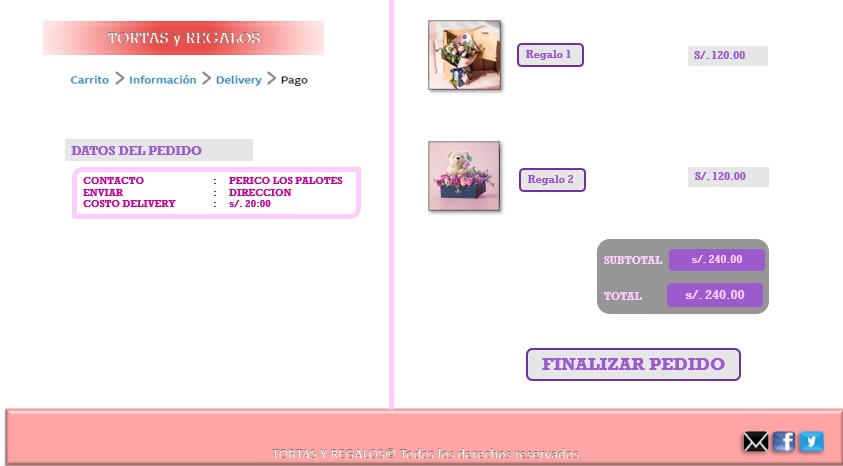 TORTAS y REGALOS
Carrito > Información > Delivery > Pago
DATOS DEL PEDIDO
CONTACTO : PERICO LOS PALOTES
ENVIAR : DIRECCION
COSTO DELIVERY : s/. 20:00
Regalo 1 S/. 120.00
Regalo 2 S/. 120.00
SUBTOTAL s/. 240.00
TOTAL s/. 240.00
FINALIZAR PEDIDO
TORTAS Y REGALOS© Todos los derechos reservados